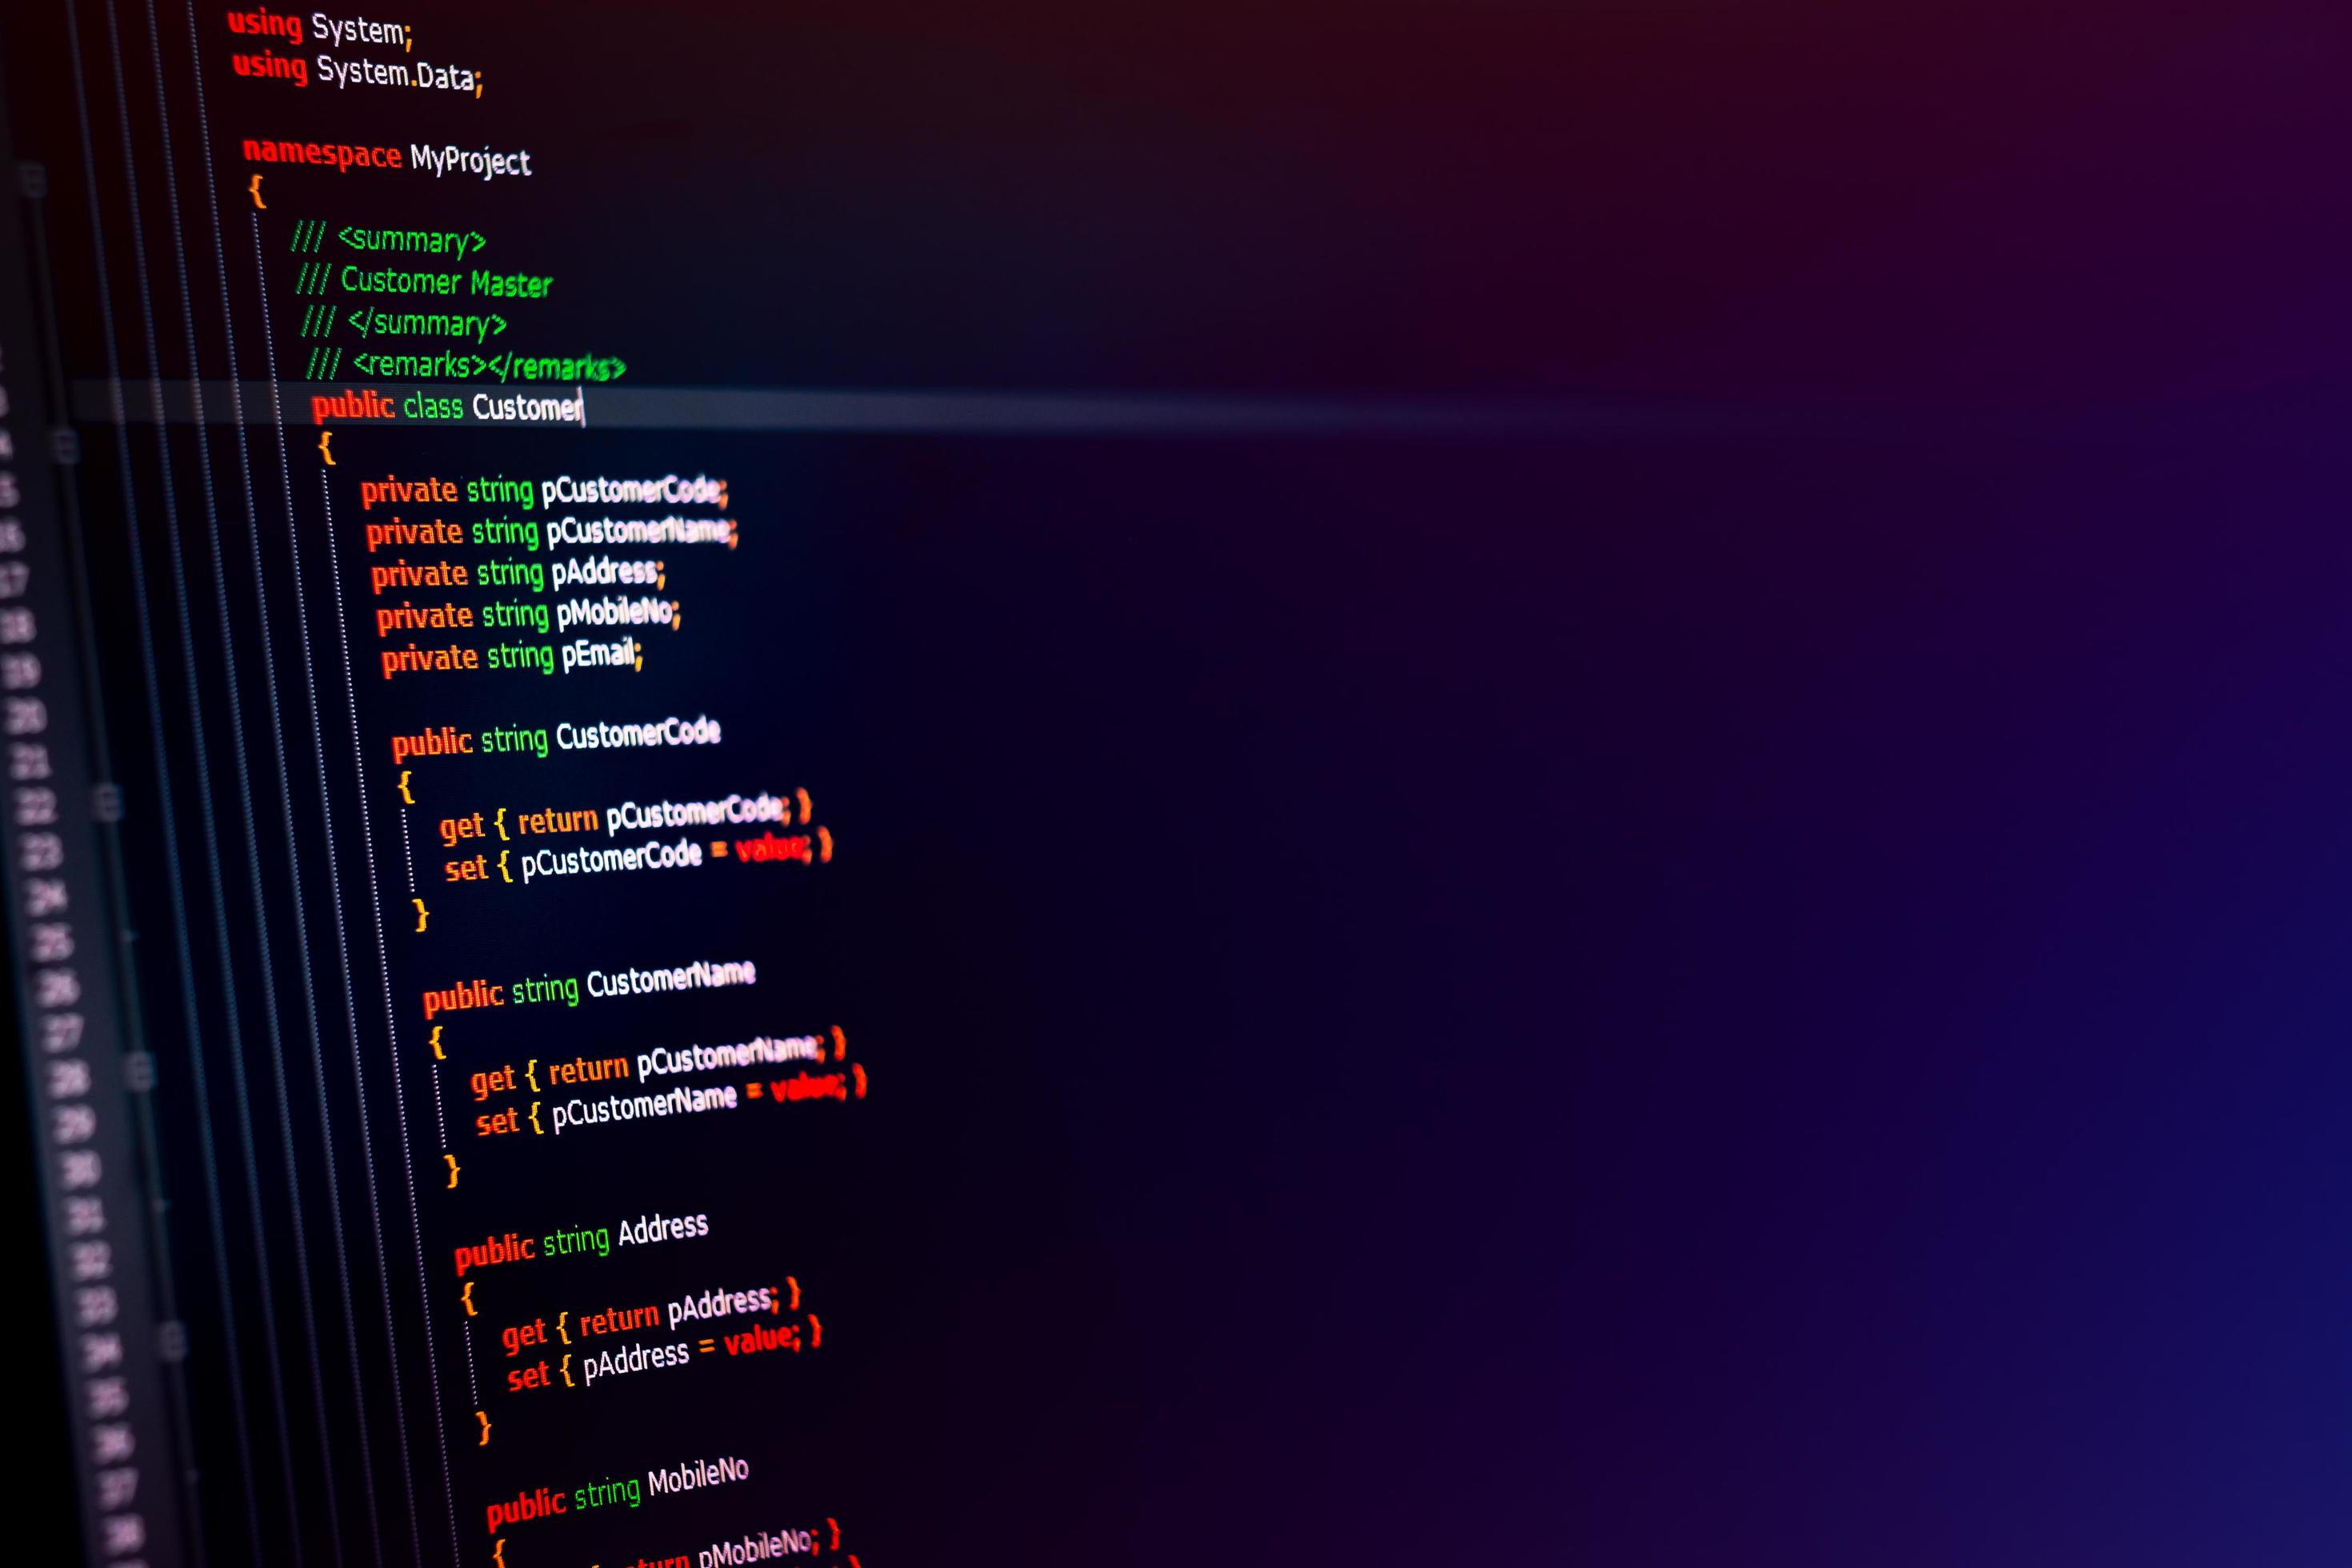 using System;
using System.Data;
namespace MyProject
{
/// <summary>
/// Customer Master
/// </summary>
/// <remarks></remarks>
public class Customer
{
private string pCustomerCode;
private string pCustomerName;
private string pAddress;
private string pMobileNo;
private string pEmail;
public string CustomerCode
{
get { return pCustomerCode; }
set { pCustomerCode = value; }
}
public string CustomerName
{
get { return pCustomerName; }
set { pCustomerName = value; }
}
public string Address
{
get { return pAddress; }
set { pAddress = value; }
}
public string MobileNo
{
return pMobileNo; }